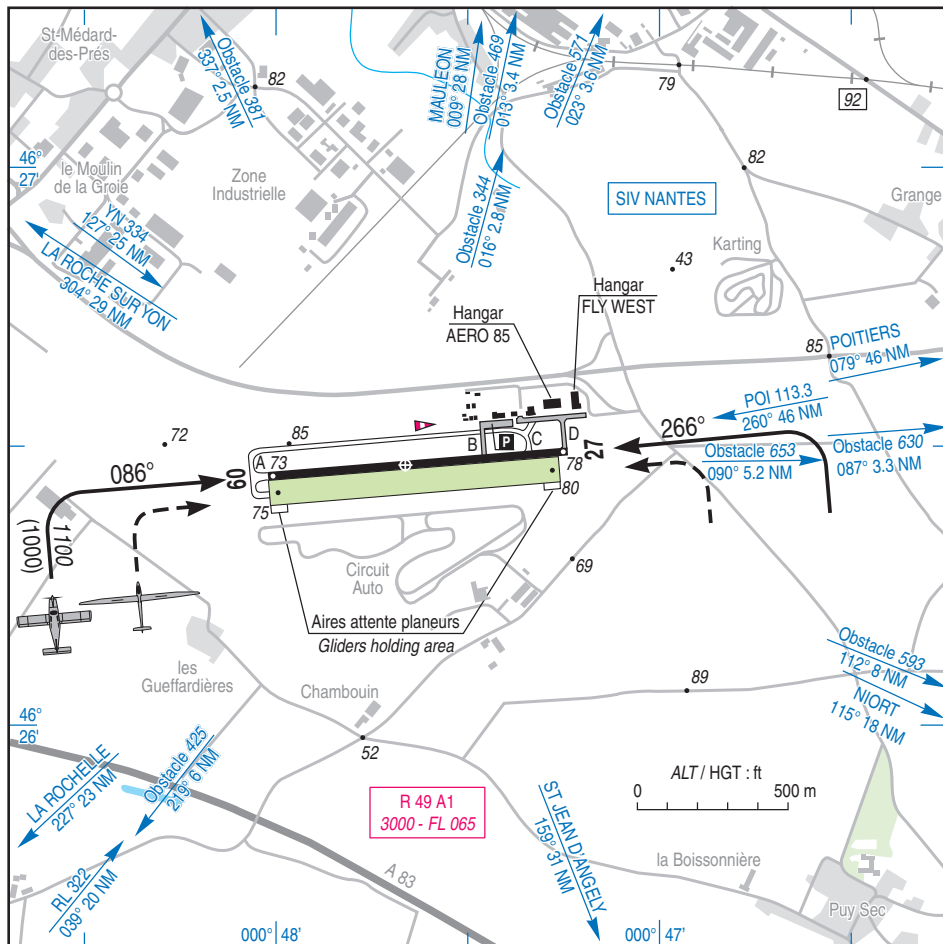 St-Médard-
des-Prés
Obstacle 381
337° 2.5 NM
82
MAULEON
009° 28 NM
Obstacle 469
013° 3.4 NM
Obstacle 571
023° 3.6 NM
79
92
46°
27'
le Moulin
de la Groie
Zone
Industrielle
Obstacle 344
016° 2.8 NM
82
SIV NANTES
Grange
YN 334
127° 25 NM
LA ROCHE SUR YON
304° 29 NM
Karting
43
Hangar
FLY WEST
Hangar
AERO 85
85
POITIERS
079° 46 NM
POI 113.3
260° 46 NM
72
85
B
P
C
D
27
266°
Obstacle 653
090° 5.2 NM
Obstacle 630
087° 3.3 NM
086°
09
A
73
78
80
75
1100
(1000)
Circuit
Auto
69
Aires attente planeurs
Gliders holding area
les
Gueffardières
Chambouin
89
Obstacle 593
112° 8 NM
NIORT
115° 18 NM
46°
26'
52
LA ROCHELLE
227° 23 NM
Obstacle 425
219° 6 NM
R 49 A1
3000 - FL 065
ALT / HGT : ft
0
500 m
ST JEAN D'ANGELY
159° 31 NM
RL 322
039° 20 NM
A 83
la Boissonnière
Puy Sec
000° 48'
000° 47'